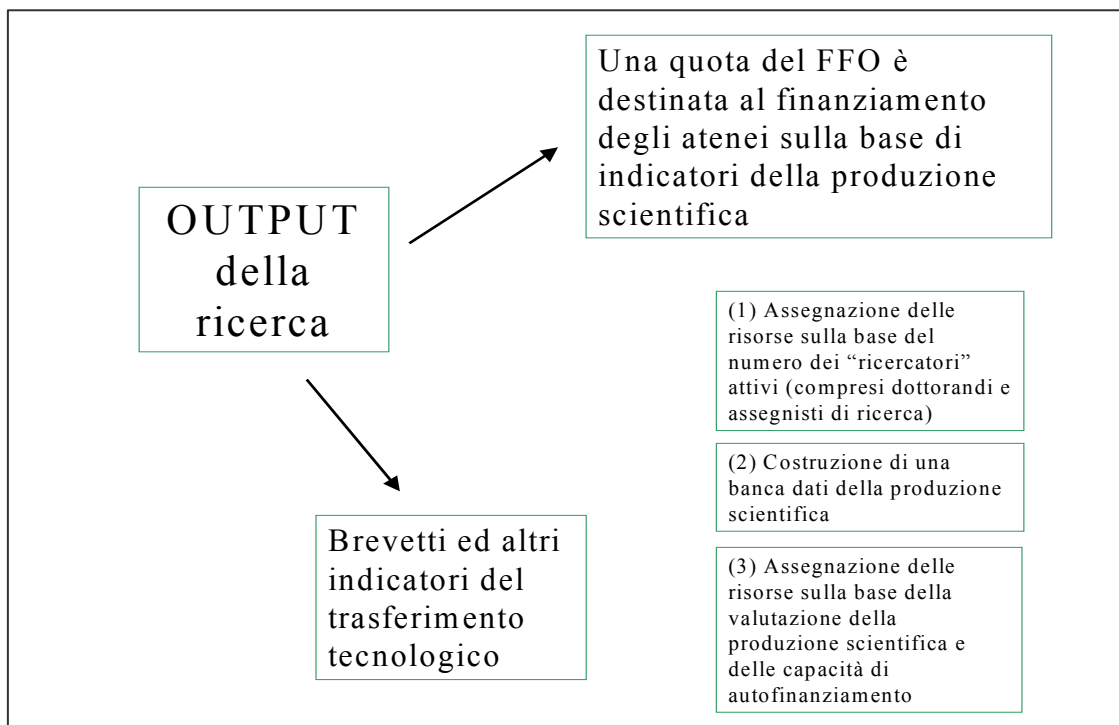 OUTPUT
della
ricerca
Una quota del FFO è
destinata al finanziamento
degli atenei sulla base di
indicatori della produzione
scientifica
(1) Assegnazione delle
risorse sulla base del
numero dei “ricercatori”
attivi (compresi dottorandi e
assegnisti di ricerca)
(2) Costruzione di una
banca dati della produzione
scientifica
(3) Assegnazione delle
risorse sulla base della
valutazione della
produzione scientifica e
delle capacità di
autofinanziamento
Brevetti ed altri
indicatori del
trasferimento
tecnologico